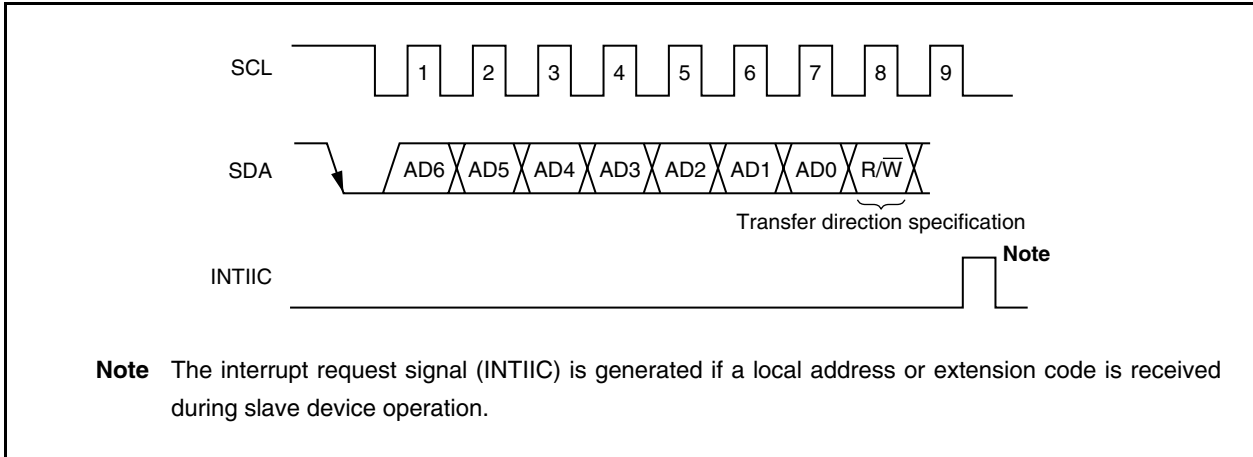 SCL 1 2 3 4 5 6 7 8 9
SDA AD6 AD5 AD4 AD3 AD2 AD1 AD0 R/W̅
Transfer direction specification
Note
INTIIC
Note The interrupt request signal (INTIIC) is generated if a local address or extension code is received
during slave device operation.